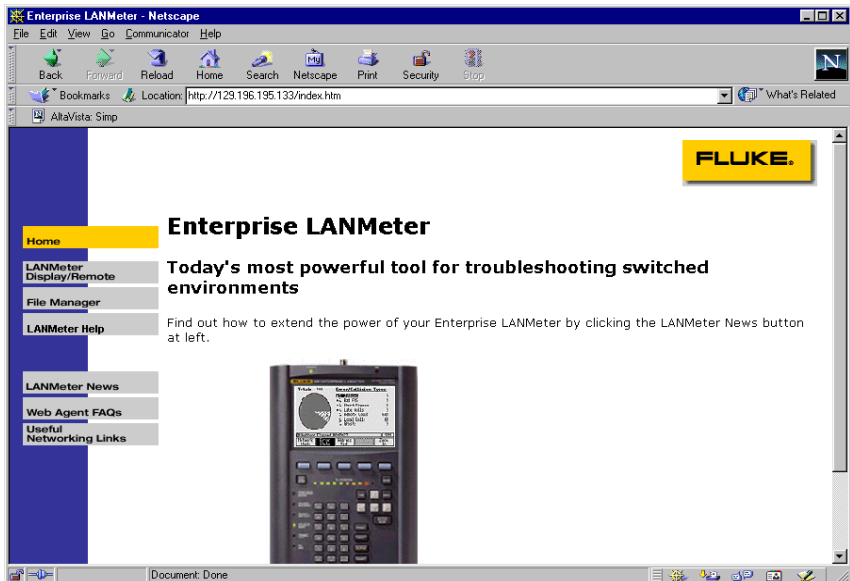 Enterprise LANMeter - Netscape
File Edit View Go Communicator Help
Back Forward Reload Home Search Netscape Print Security Stop
My
N
Bookmarks Location: http://129.196.195.133/index.htm What's Related
AltaVista: Simp
FLUKE®
Home
LANMeter
Display/Remote
File Manager
LANMeter Help
LANMeter News
Web Agent FAQs
Useful
Networking Links
Enterprise LANMeter
Today's most powerful tool for troubleshooting switched
environments
Find out how to extend the power of your Enterprise LANMeter by clicking the LANMeter News button
at left.
Document: Done